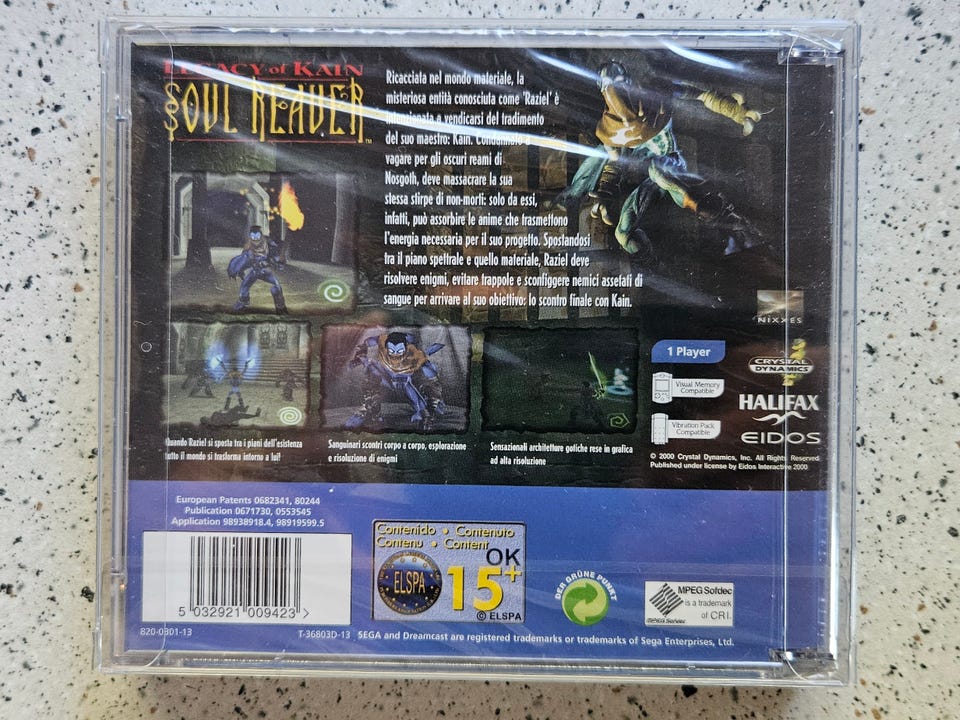 LEGACY of KAIN
SOUL REAVER™
Ricacciata nel mondo materiale, la
misteriosa entità conosciuta come 'Raziel' è
intenzionata a vendicarsi del tradimento
del suo maestro: Kain. Condannato a
vagare per gli oscuri reami di
Nosgoth, deve massacrare la sua
stessa stirpe di non-morti: solo da essi,
infatti, può assorbire le anime che trasmettono
l'energia necessaria per il suo progetto. Spostandosi
tra il piano spettrale e quello materiale, Raziel deve
risolvere enigmi, evitare trappole e sconfiggere nemici assetati di
sangue per arrivare al suo obiettivo: lo scontro finale con Kain.
Quando Raziel si sposta tra i piani dell'esistenza
tutto il mondo si trasforma intorno a lui!
Sanguinari scontri corpo a corpo, esplorazione
e risoluzione di enigmi
Sensazionali architetture gotiche rese in grafica
ad alta risoluzione
NIXXES
1 Player
Visual Memory
Compatible
Vibration Pack
Compatible
CRYSTAL
DYNAMICS
HALIFAX
EIDOS
© 2000 Crystal Dynamics, Inc. All Rights Reserved
Published under license by Eidos Interactive 2000
European Patents 0682341, 80244
Publication 0671730, 0553545
Application 98938918.4, 98919599.5
5 032921 009423 >
820-0301-13
Contenido • Contenuto
Contenu • Content
OK
ELSPA
15+
© ELSPA
DER GRÜNE PUNKT
MPEG Sofdec
is a trademark
of CRI.
MPEG Sofdec
T-36803D-13 SEGA and Dreamcast are registered trademarks or trademarks of Sega Enterprises, Ltd.